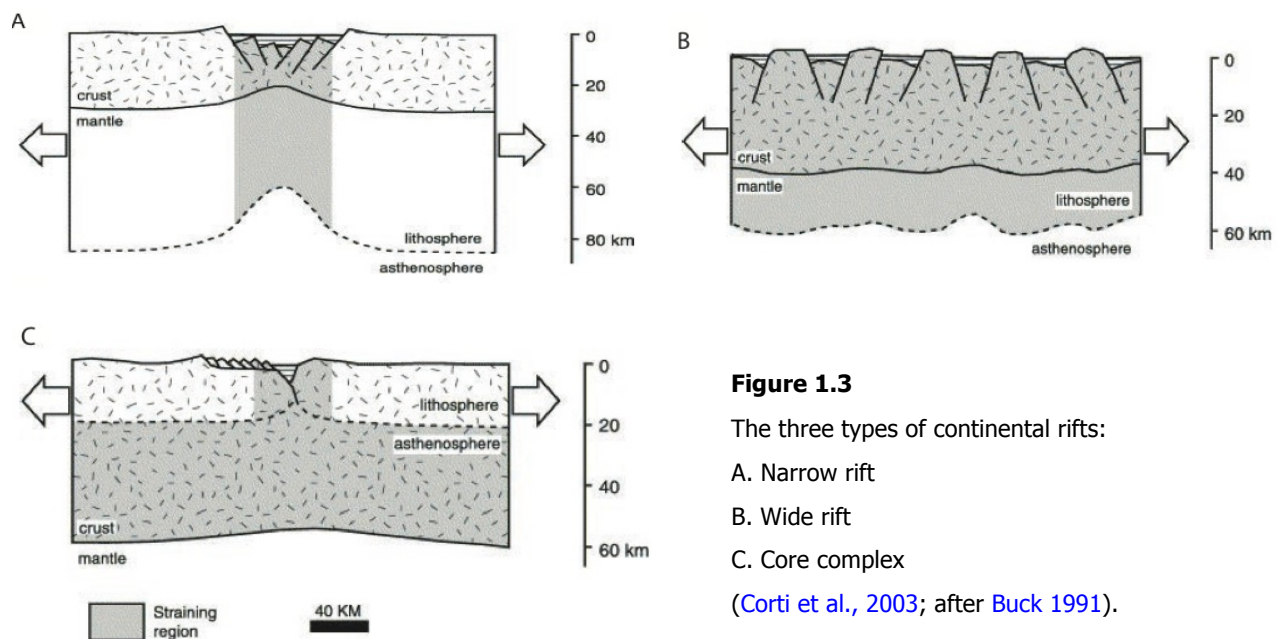 A
0
20
40
60
80 km
crust
mantle
lithosphere
asthenosphere
B
0
20
40
60 km
crust
mantle
lithosphere
asthenosphere
C
0
20
40
60 km
lithosphere
asthenosphere
crust
mantle
Straining
region
40 KM
Figure 1.3
The three types of continental rifts:
A. Narrow rift
B. Wide rift
C. Core complex
(Corti et al., 2003; after Buck 1991).